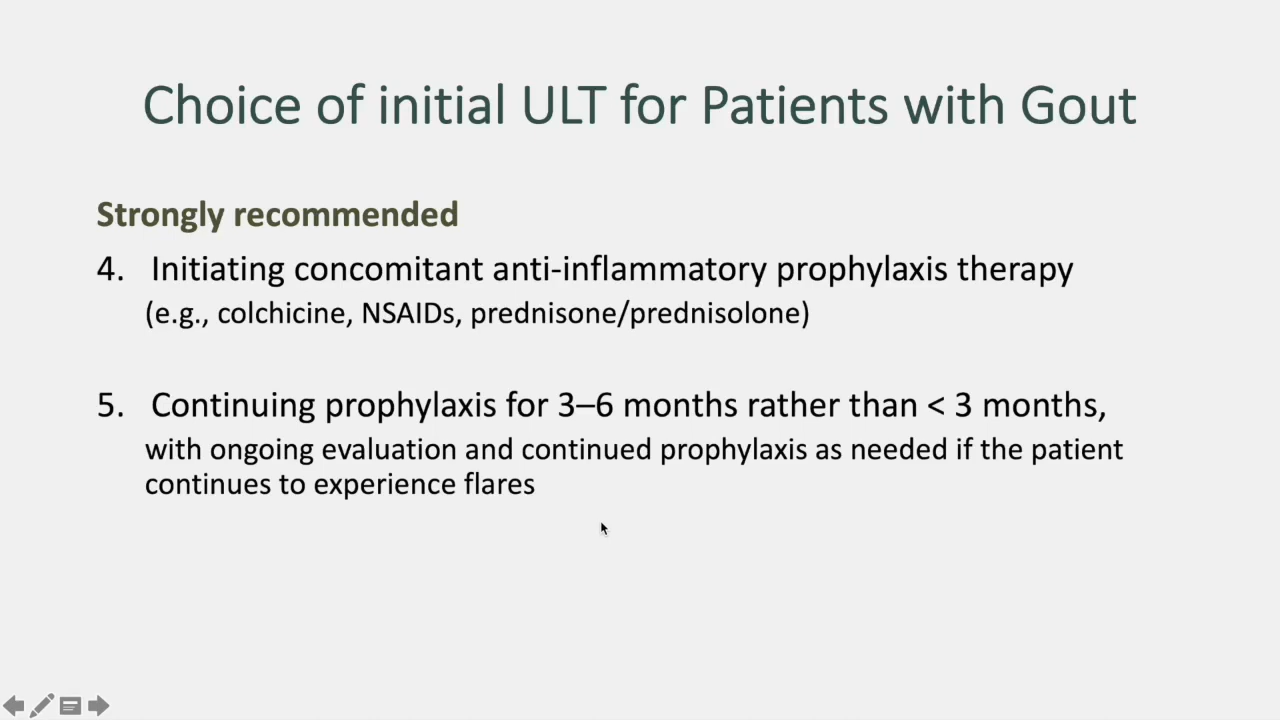 Choice of initial ULT for Patients with Gout
Strongly recommended
4. Initiating concomitant anti-inflammatory prophylaxis therapy
(e.g., colchicine, NSAIDs, prednisone/prednisolone)
5. Continuing prophylaxis for 3–6 months rather than < 3 months,
with ongoing evaluation and continued prophylaxis as needed if the patient
continues to experience flares